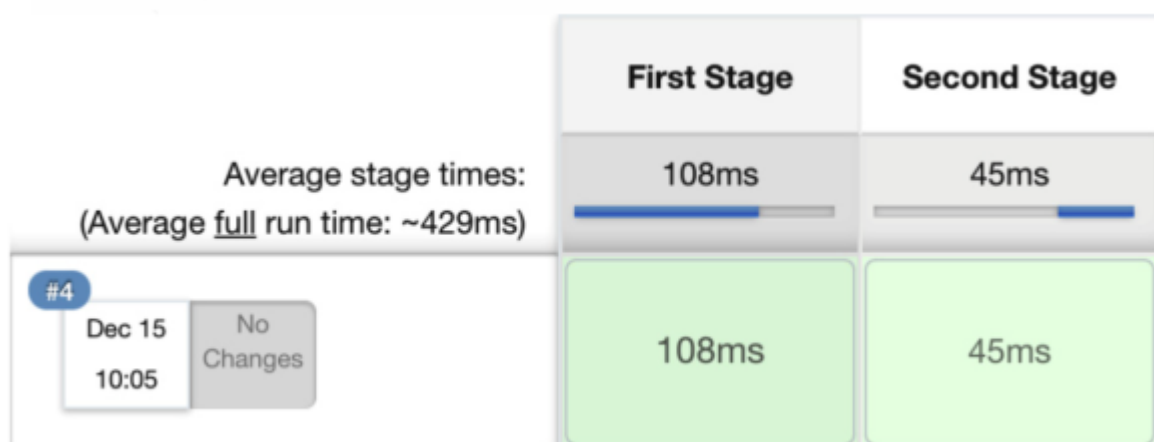 First Stage
Second Stage
Average stage times:
(Average full run time: ~429ms)
108ms
45ms
#4
Dec 15
10:05
No
Changes
108ms
45ms